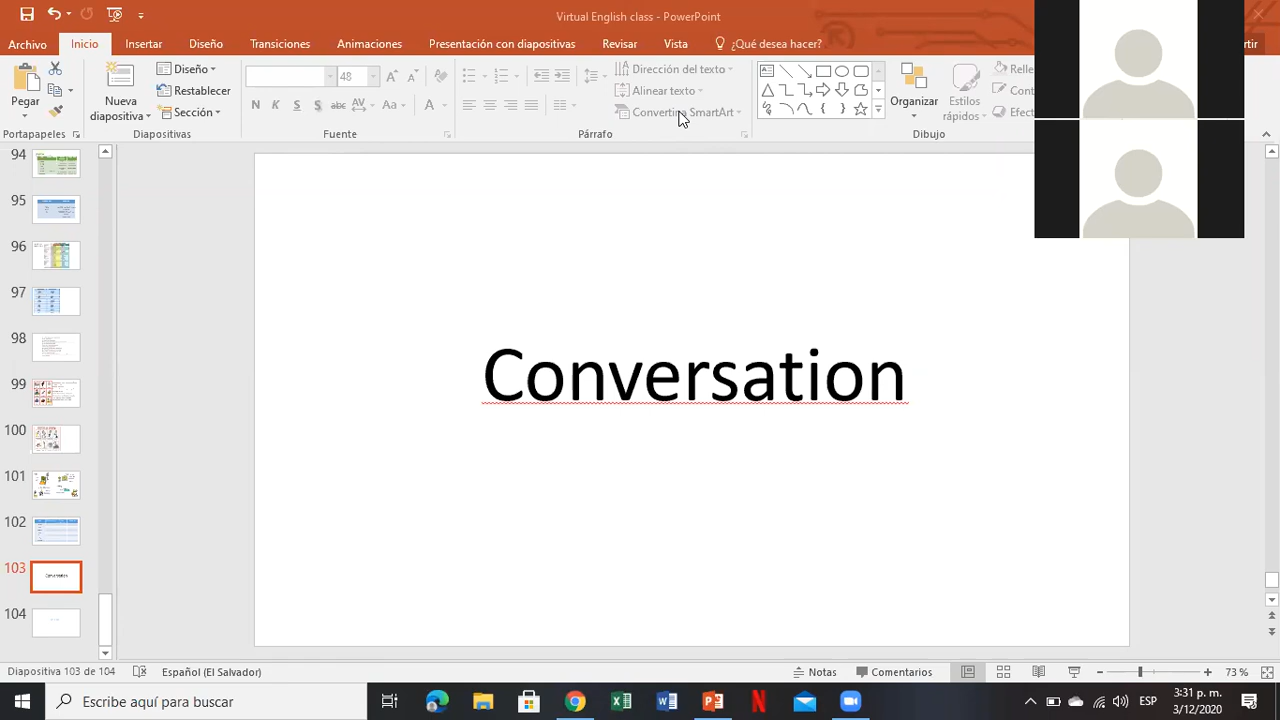 Virtual English class - PowerPoint
Archivo Inicio Insertar Diseño Transiciones Animaciones Presentación con diapositivas Revisar Vista ¿Qué desea hacer?
Pegar
Nueva diapositiva
Diseño
Restablecer
Sección
48
N K S S abc AV Aa A
Dirección del texto
Alinear texto
Convertir a SmartArt
Organizar
Estilos rápidos
Portapapeles Diapositivas Fuente Párrafo Dibujo
94
95
96
97
98
99
100
101
102
103
104
Conversation
Diapositiva 103 de 104 Español (El Salvador) Notas Comentarios 73 %
Escribe aquí para buscar
ESP
3:31 p. m.
3/12/2020